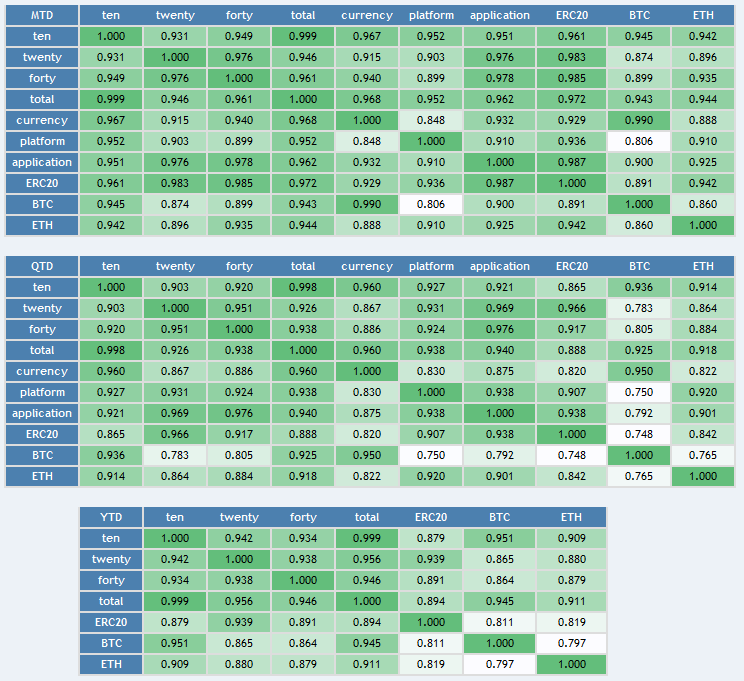 MTD ten twenty forty total currency platform application ERC20 BTC ETH
ten 1.000 0.931 0.949 0.999 0.967 0.952 0.951 0.961 0.945 0.942
twenty 0.931 1.000 0.976 0.946 0.915 0.903 0.976 0.983 0.874 0.896
forty 0.949 0.976 1.000 0.961 0.940 0.899 0.978 0.985 0.899 0.935
total 0.999 0.946 0.961 1.000 0.968 0.952 0.962 0.972 0.943 0.944
currency 0.967 0.915 0.940 0.968 1.000 0.848 0.932 0.929 0.990 0.888
platform 0.952 0.903 0.899 0.952 0.848 1.000 0.910 0.936 0.806 0.910
application 0.951 0.976 0.978 0.962 0.932 0.910 1.000 0.987 0.900 0.925
ERC20 0.961 0.983 0.985 0.972 0.929 0.936 0.987 1.000 0.891 0.942
BTC 0.945 0.874 0.899 0.943 0.990 0.806 0.900 0.891 1.000 0.860
ETH 0.942 0.896 0.935 0.944 0.888 0.910 0.925 0.942 0.860 1.000
QTD ten twenty forty total currency platform application ERC20 BTC ETH
ten 1.000 0.903 0.920 0.998 0.960 0.927 0.921 0.865 0.936 0.914
twenty 0.903 1.000 0.951 0.926 0.867 0.931 0.969 0.966 0.783 0.864
forty 0.920 0.951 1.000 0.938 0.886 0.924 0.976 0.917 0.805 0.884
total 0.998 0.926 0.938 1.000 0.960 0.938 0.940 0.888 0.925 0.918
currency 0.960 0.867 0.886 0.960 1.000 0.830 0.875 0.820 0.950 0.822
platform 0.927 0.931 0.924 0.938 0.830 1.000 0.938 0.907 0.750 0.920
application 0.921 0.969 0.976 0.940 0.875 0.938 1.000 0.938 0.792 0.901
ERC20 0.865 0.966 0.917 0.888 0.820 0.907 0.938 1.000 0.748 0.842
BTC 0.936 0.783 0.805 0.925 0.950 0.750 0.792 0.748 1.000 0.765
ETH 0.914 0.864 0.884 0.918 0.822 0.920 0.901 0.842 0.765 1.000
YTD ten twenty forty total ERC20 BTC ETH
ten 1.000 0.942 0.934 0.999 0.879 0.951 0.909
twenty 0.942 1.000 0.938 0.956 0.939 0.865 0.880
forty 0.934 0.938 1.000 0.946 0.891 0.864 0.879
total 0.999 0.956 0.946 1.000 0.894 0.945 0.911
ERC20 0.879 0.939 0.891 0.894 1.000 0.811 0.819
BTC 0.951 0.865 0.864 0.945 0.811 1.000 0.797
ETH 0.909 0.880 0.879 0.911 0.819 0.797 1.000